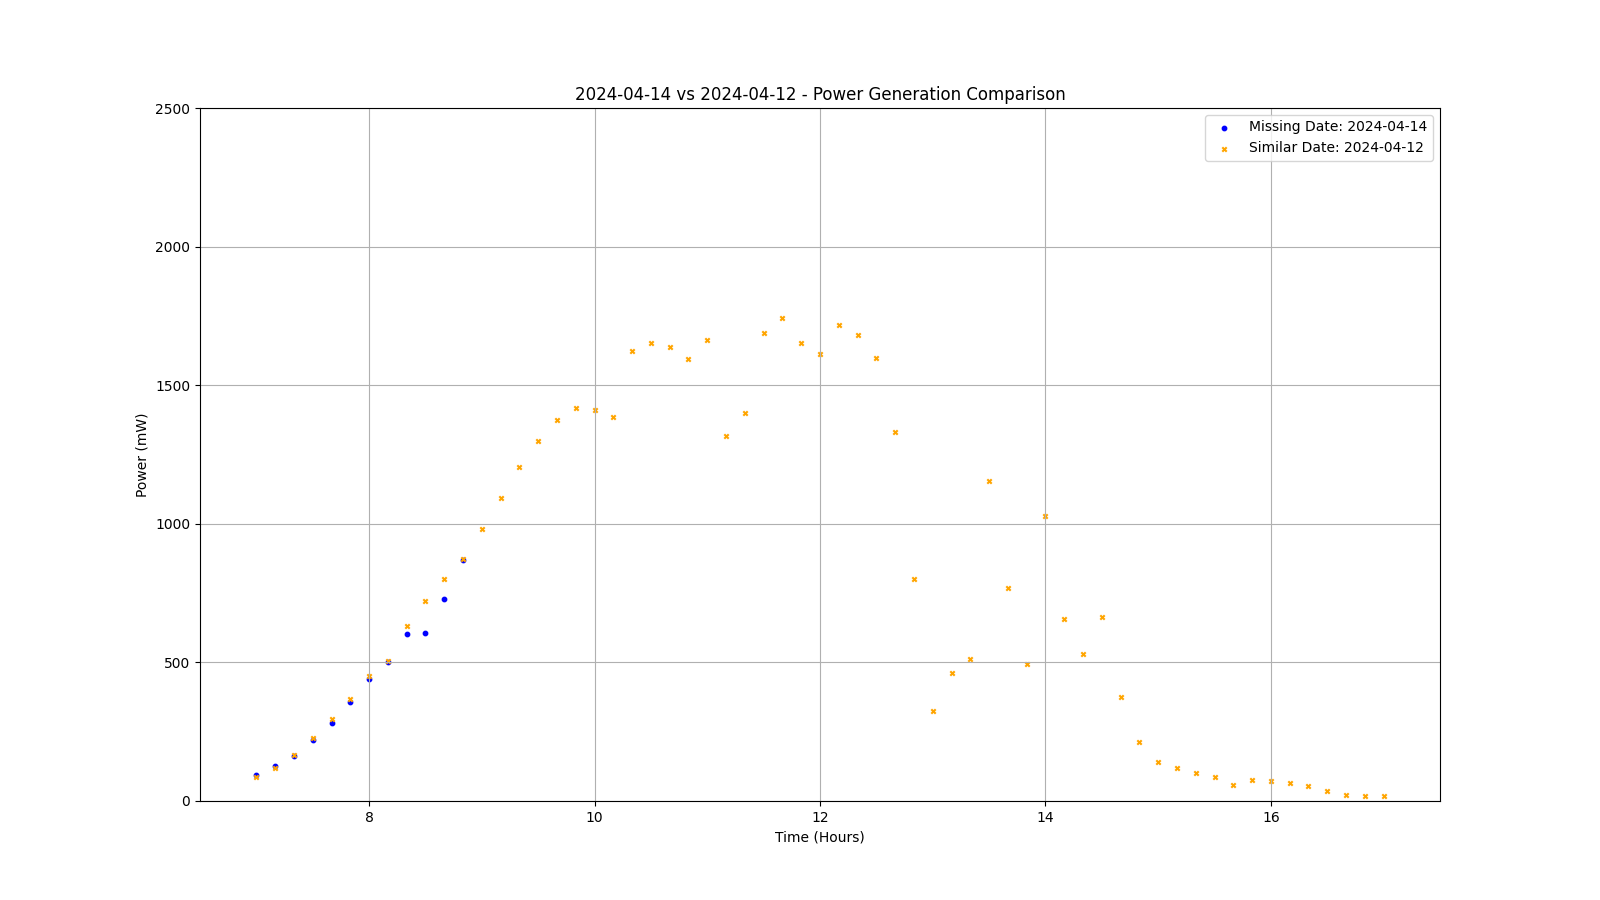 2024-04-14 vs 2024-04-12 - Power Generation Comparison
Missing Date: 2024-04-14
Similar Date: 2024-04-12
2500
2000
1500
1000
500
0
Power (mW)
8 10 12 14 16
Time (Hours)